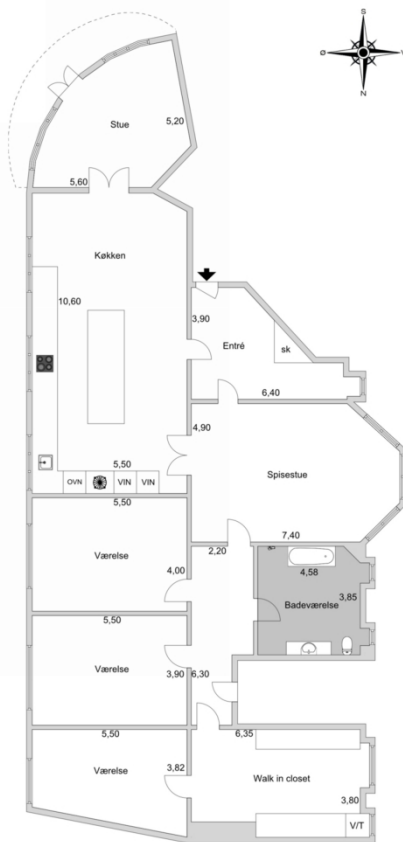 S
Ø V
N
Stue
5,20
5,60
Køkken
10,60
3,90
Entré
sk
6,40
4,90
5,50
OVN VIN VIN
Spisestue
7,40
5,50
2,20
Værelse
4,00
4,58
3,85
Badeværelse
5,50
Værelse
3,90
6,30
5,50
6,35
Værelse
3,82
Walk in closet
3,80
V/T